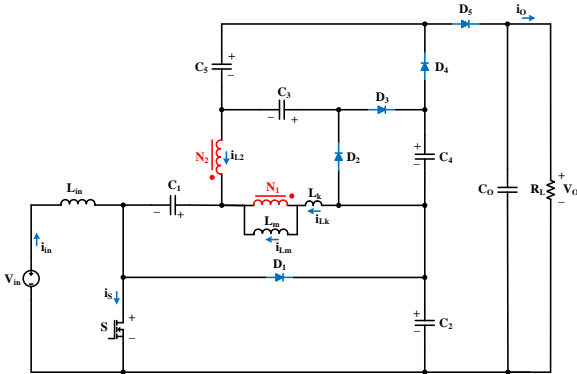 D5
iO
+
−
C5
D4
C3
−
+
D3
N2
iL2
D2
+
−
C4
C1
N1
Lk
Lin
−
+
Lm
iLk
iLm
CO
RL
+
VO
−
iin
D1
Vin
+
−
iS
S
+
−
+
−
C2